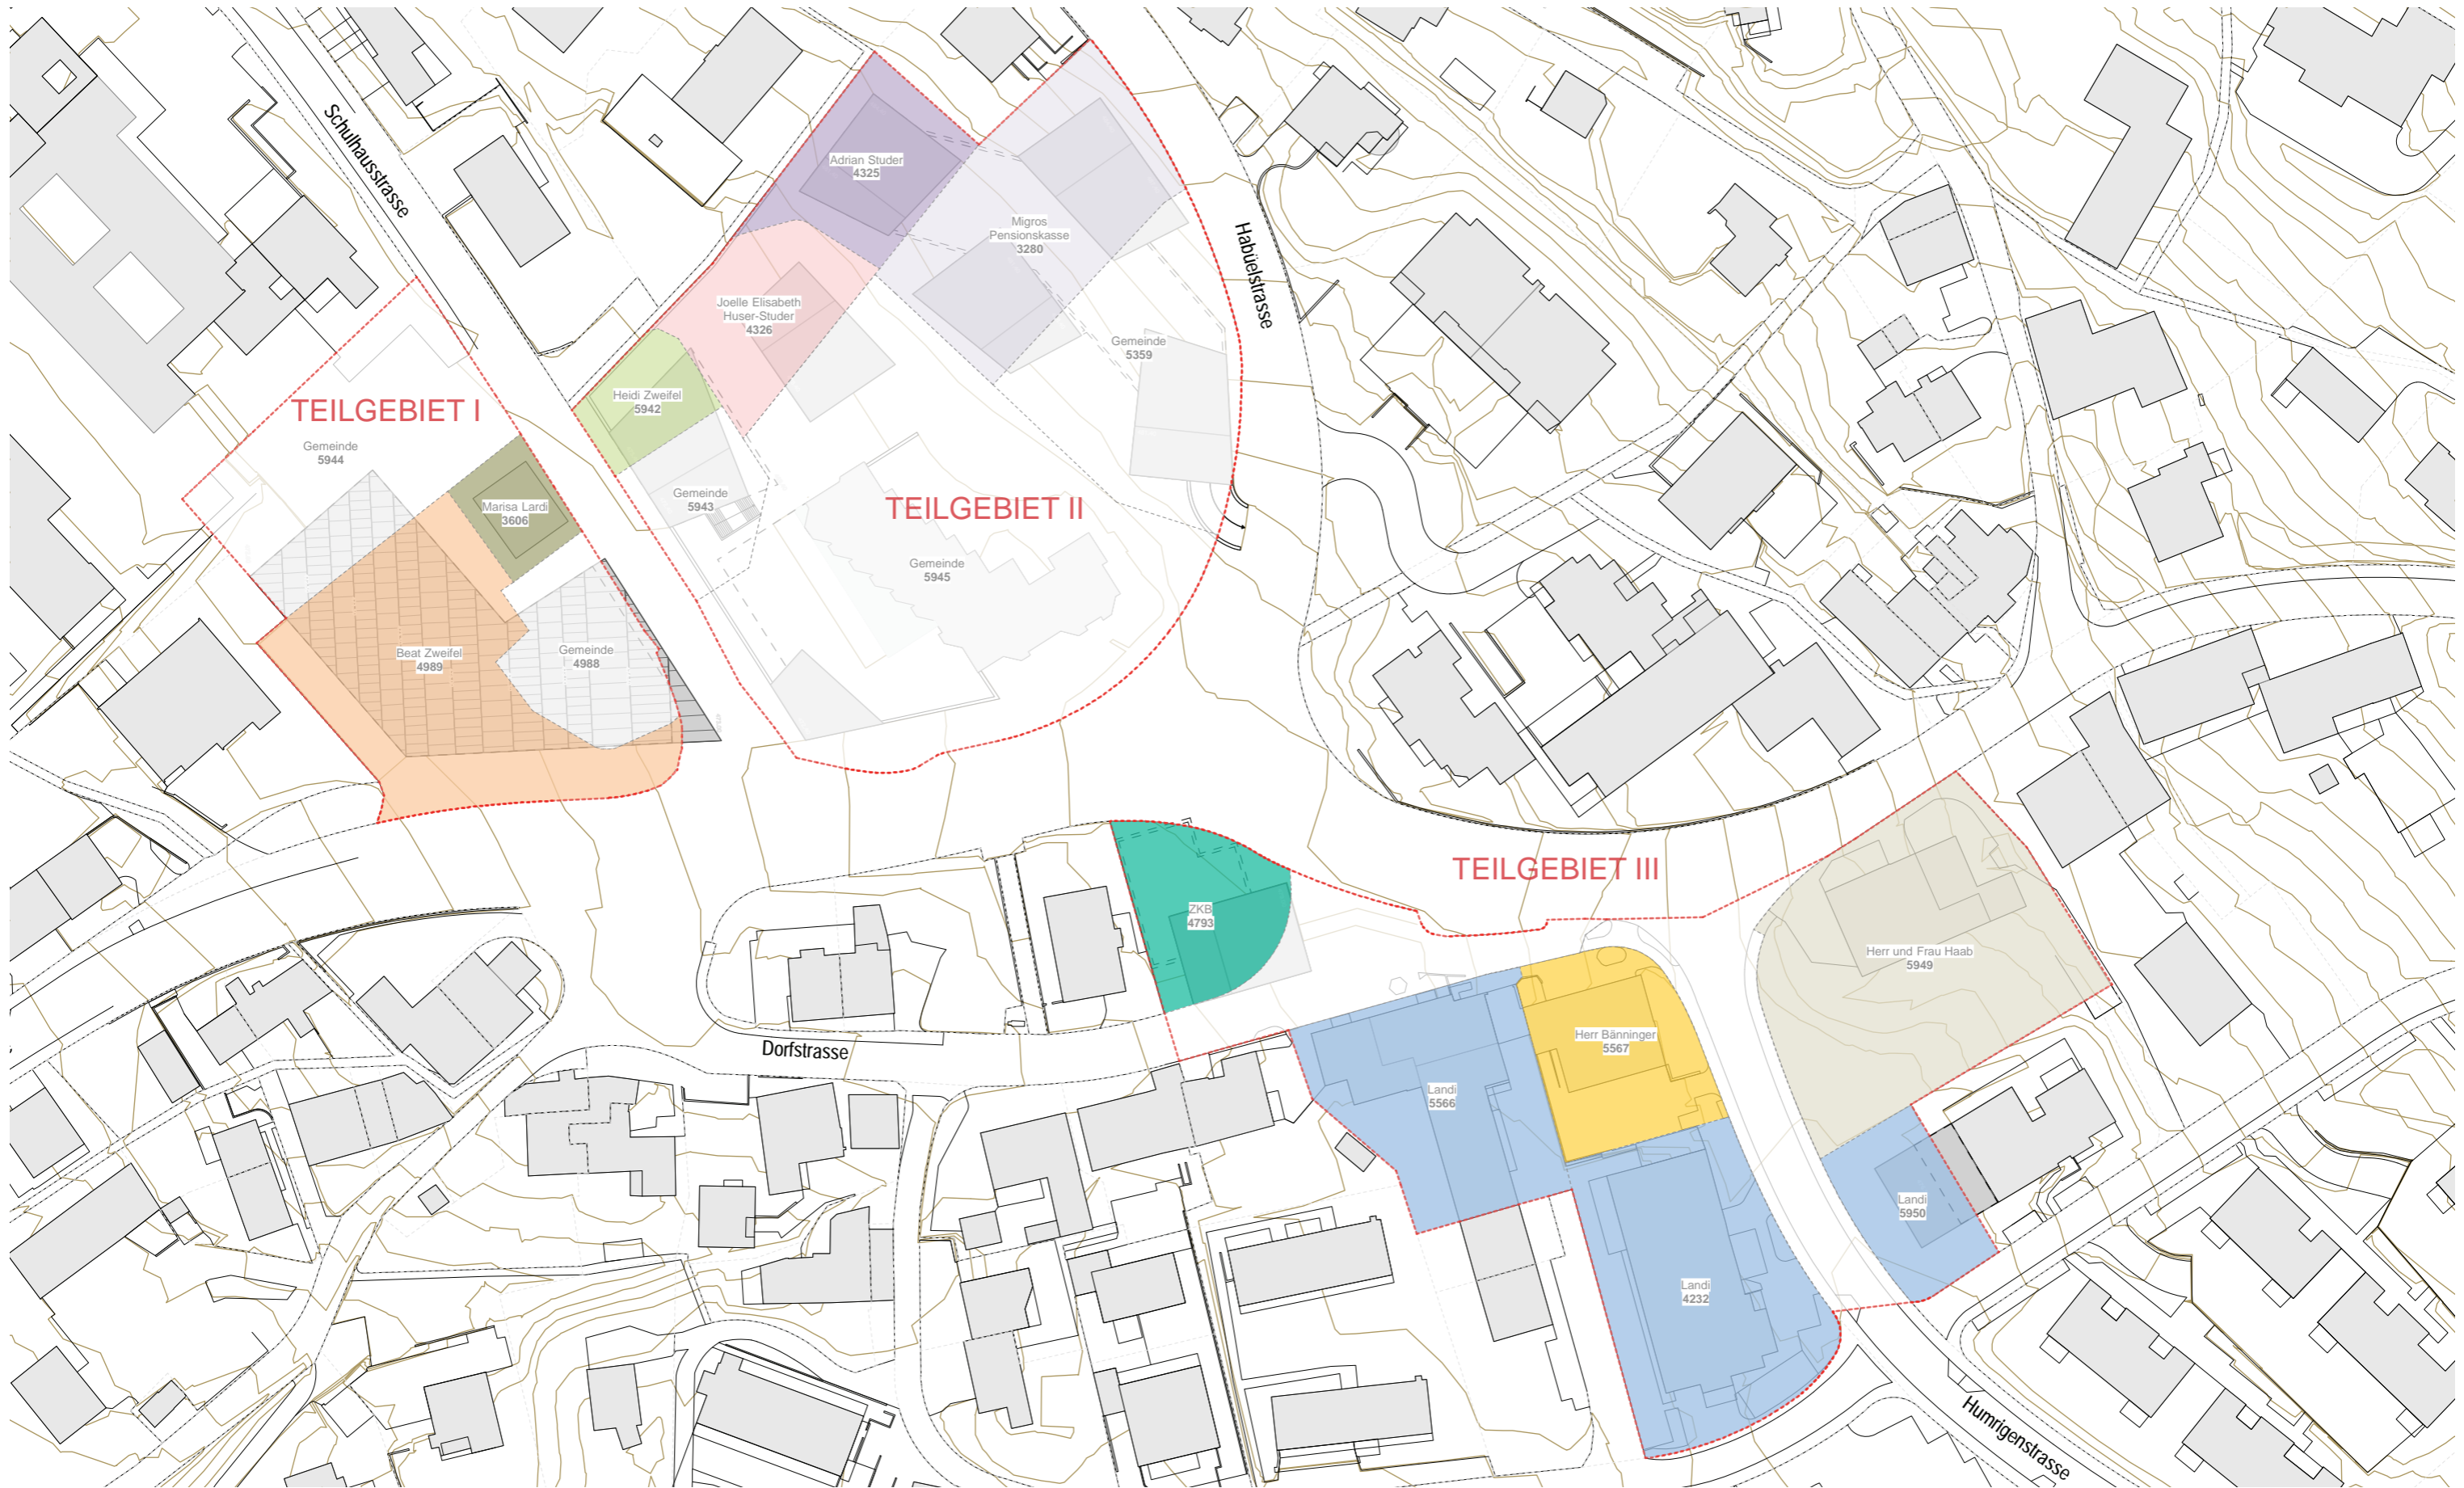 Schulhausstrasse
Adrian Studer
4325
Migros
Pensionskasse
3280
Habüelstrasse
Joelle Elisabeth
Huser-Studer
4326
Gemeinde
5359
Heidi Zweifel
5942
TEILGEBIET I
Gemeinde
5944
Marisa Lardi
3606
Gemeinde
5943
TEILGEBIET II
Gemeinde
5945
Beat Zweifel
4989
Gemeinde
4988
TEILGEBIET III
ZKB
4793
Herr und Frau Haab
5949
Herr Bänninger
5567
Dorfstrasse
Landi
5566
Landi
5950
Landi
4232
Humrigenstrasse